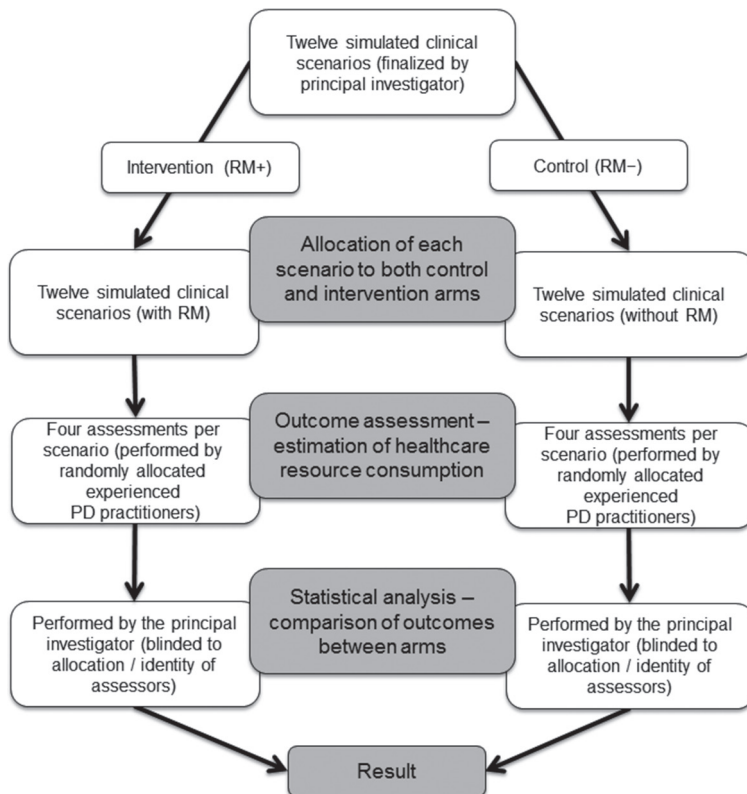 Twelve simulated clinical
scenarios (finalized by
principal investigator)
Intervention (RM+)
Control (RM−)
Allocation of each
scenario to both control
and intervention arms
Twelve simulated clinical
scenarios (with RM)
Twelve simulated clinical
scenarios (without RM)
Four assessments per
scenario (performed by
randomly allocated
experienced
PD practitioners)
Outcome assessment –
estimation of healthcare
resource consumption
Four assessments per
scenario (performed by
randomly allocated
experienced
PD practitioners)
Performed by the principal
investigator (blinded to
allocation / identity of
assessors)
Statistical analysis –
comparison of outcomes
between arms
Performed by the principal
investigator (blinded to
allocation / identity of
assessors)
Result